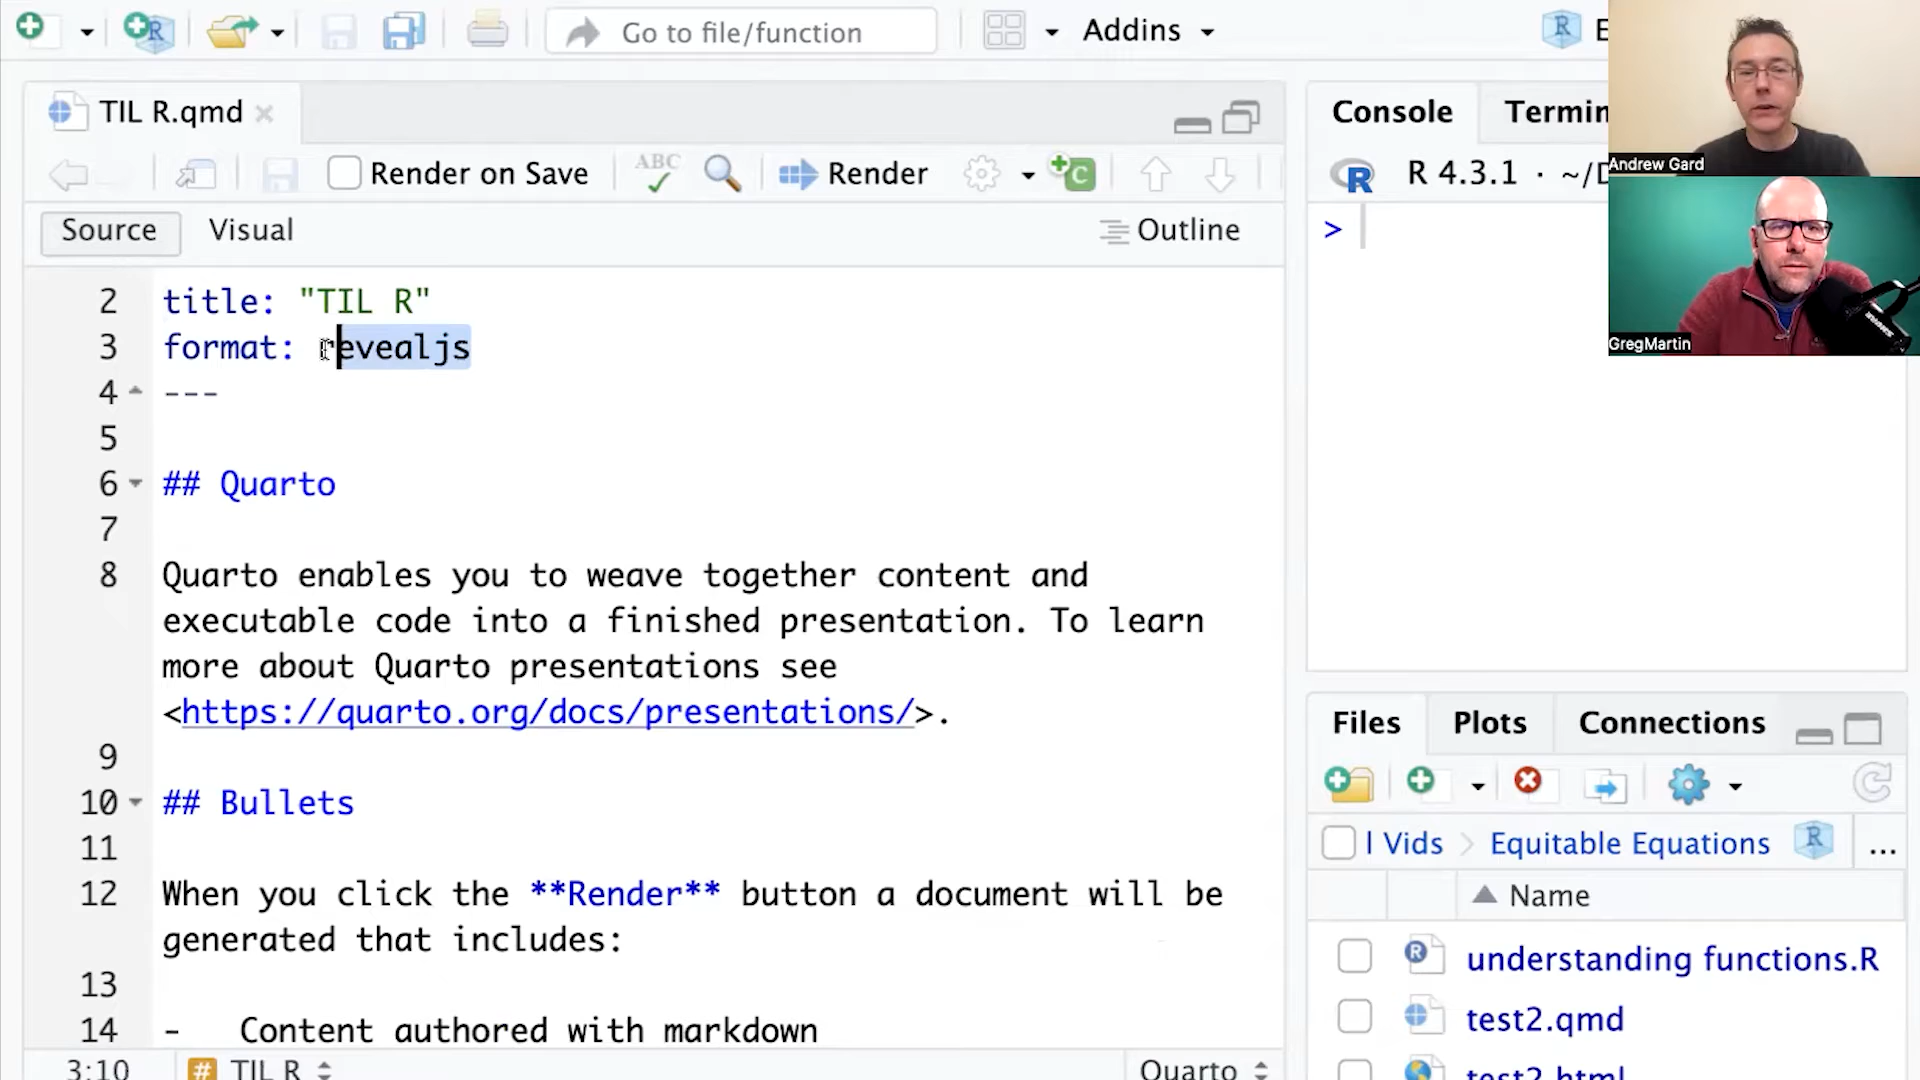 Go to file/function
Addins
Andrew Gard
GregMartin
TIL R.qmd
Console
Render on Save
ABC
Render
R 4.3.1 · ~/D
Source
Visual
Outline
>
2 title: "TIL R"
3 format: revealjs
4 ---
5
6 ## Quarto
7
8 Quarto enables you to weave together content and
executable code into a finished presentation. To learn
more about Quarto presentations see
<https://quarto.org/docs/presentations/>.
9
10 ## Bullets
11
12 When you click the **Render** button a document will be
generated that includes:
13
14 - Content authored with markdown
3:10
# TIL R
Quarto
Files
Plots
Connections
l Vids > Equitable Equations
...
Name
understanding functions.R
test2.qmd
test2.html